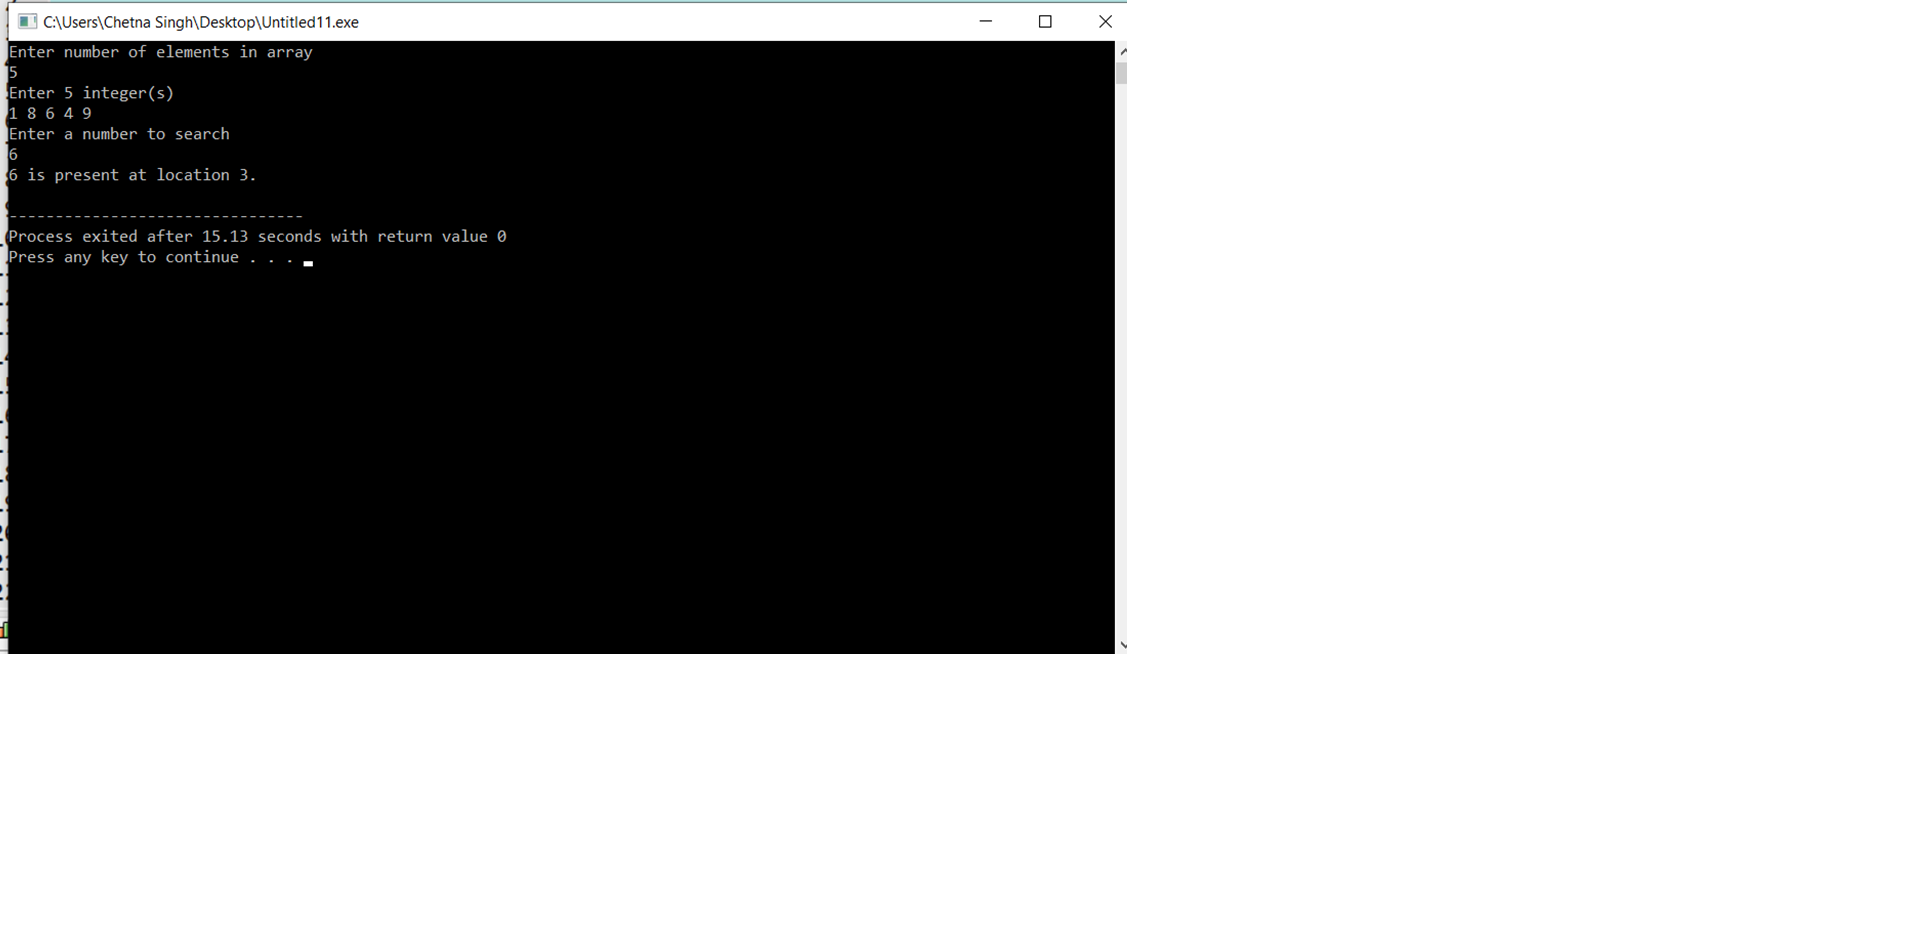 C:\Users\Chetna Singh\Desktop\Untitled11.exe
Enter number of elements in array
5
Enter 5 integer(s)
1 8 6 4 9
Enter a number to search
6
6 is present at location 3.
--------------------------------
Process exited after 15.13 seconds with return value 0
Press any key to continue . . .